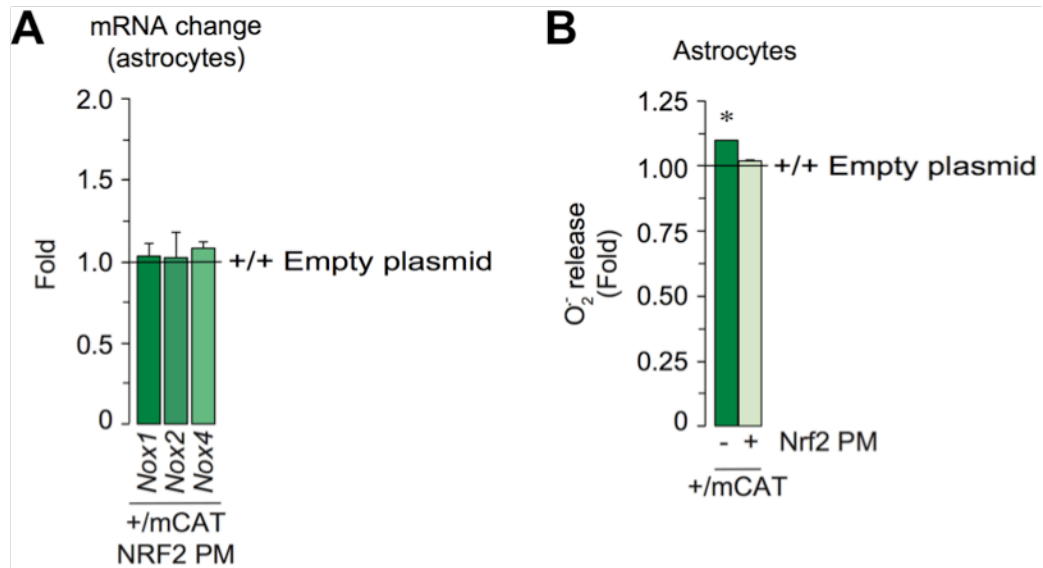 A
mRNA change
(astrocytes)
Fold
2.0
1.5
1.0
0.5
0
+/+ Empty plasmid
Nox1
Nox2
Nox4
+/mCAT
NRF2 PM
B
Astrocytes
O2·- release
(Fold)
1.25
1.00
0.75
0.50
0.25
0
*
+/+ Empty plasmid
- + Nrf2 PM
+/mCAT